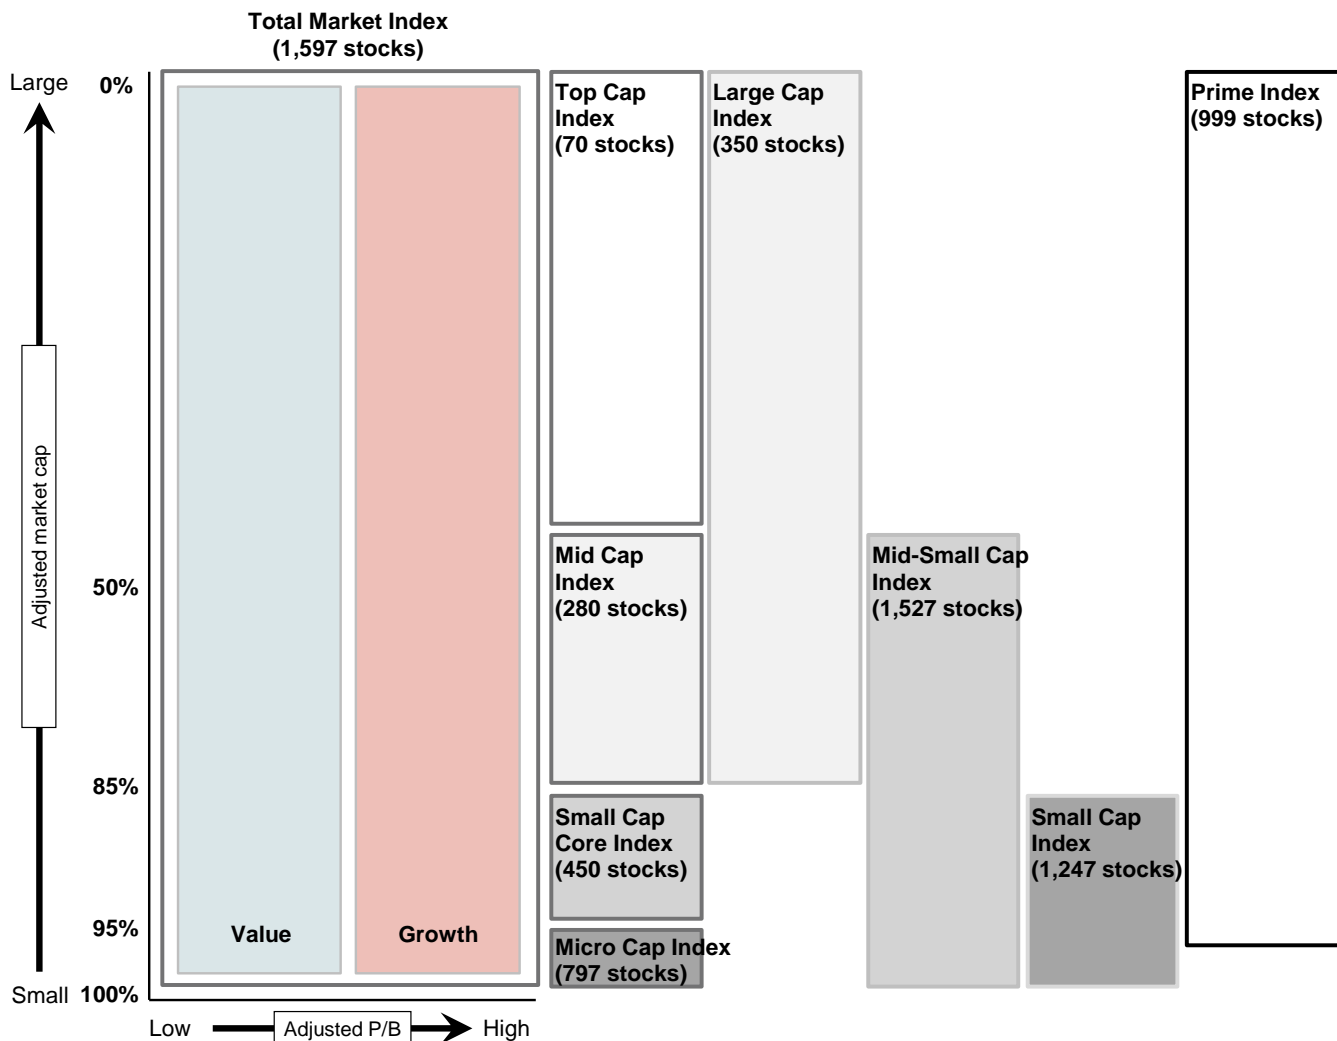 Total Market Index
(1,597 stocks)
Large
0%
50%
85%
95%
100%
Adjusted market cap
Small
Value
Growth
Low
Adjusted P/B
High
Top Cap
Index
(70 stocks)
Mid Cap
Index
(280 stocks)
Small Cap
Core Index
(450 stocks)
Micro Cap Index
(797 stocks)
Large Cap
Index
(350 stocks)
Mid-Small Cap
Index
(1,527 stocks)
Small Cap
Index
(1,247 stocks)
Prime Index
(999 stocks)